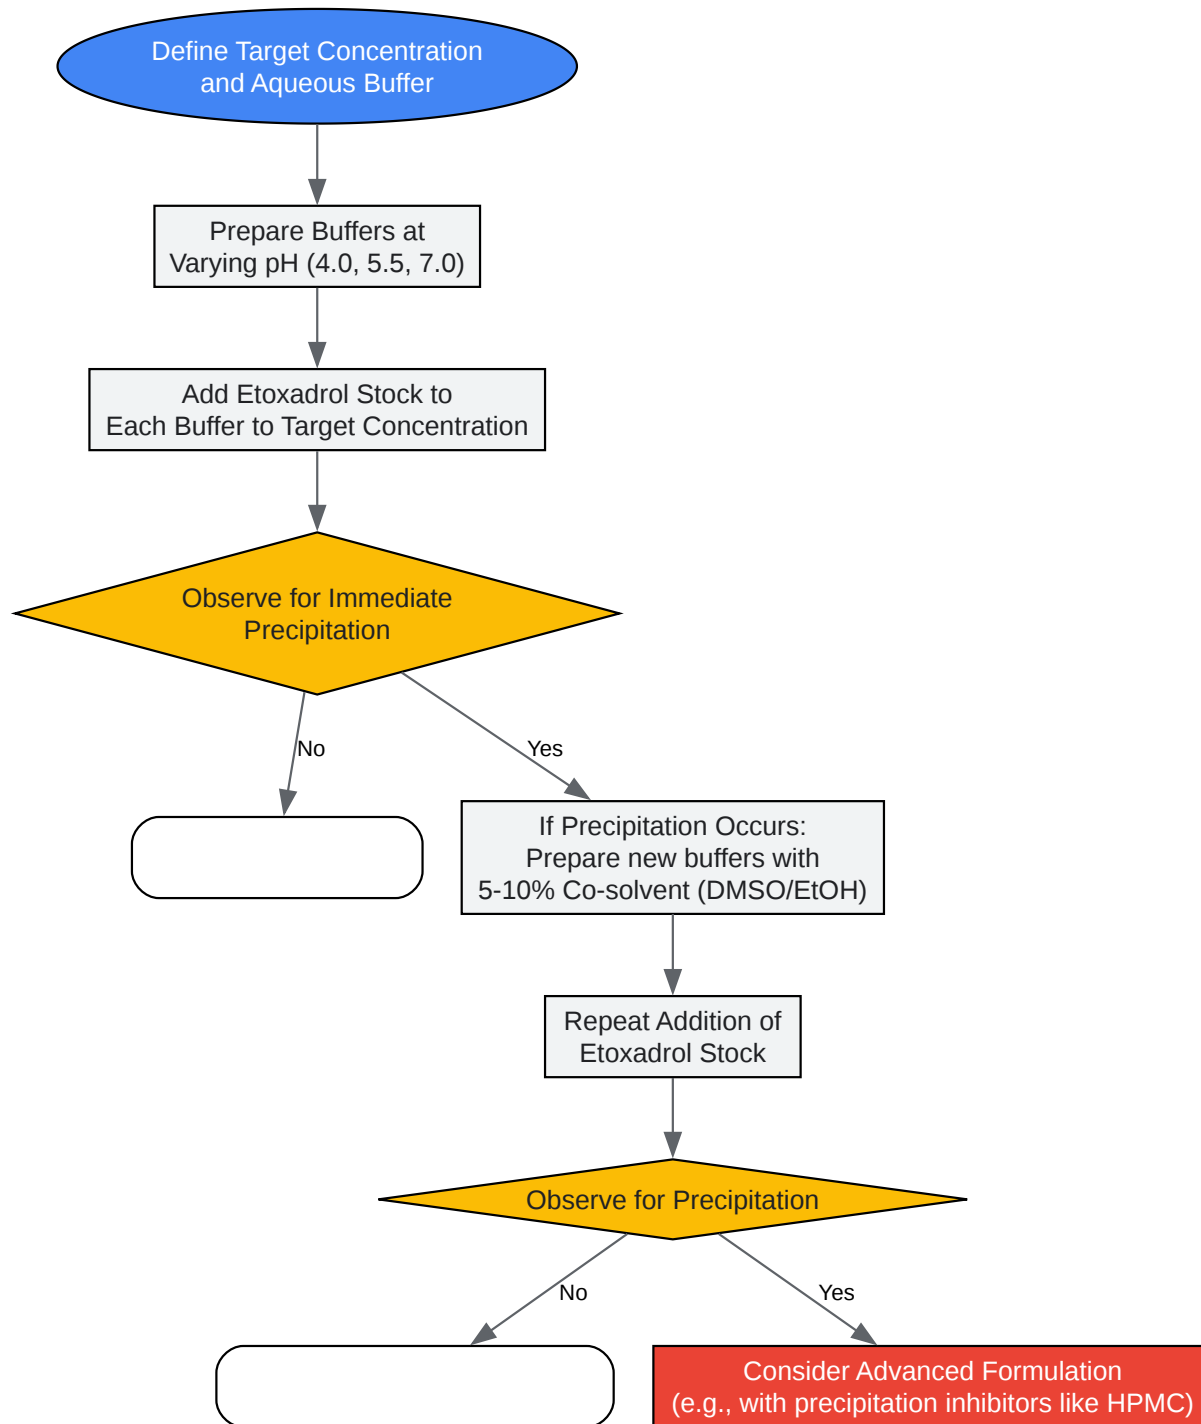 Define Target Concentration
and Aqueous Buffer
Prepare Buffers at
Varying pH (4.0, 5.5, 7.0)
Add Etoxadrol Stock to
Each Buffer to Target Concentration
Observe for Immediate
Precipitation
No
Yes
If Precipitation Occurs:
Prepare new buffers with
5-10% Co-solvent (DMSO/EtOH)
Repeat Addition of
Etoxadrol Stock
Observe for Precipitation
No
Yes
Consider Advanced Formulation
(e.g., with precipitation inhibitors like HPMC)